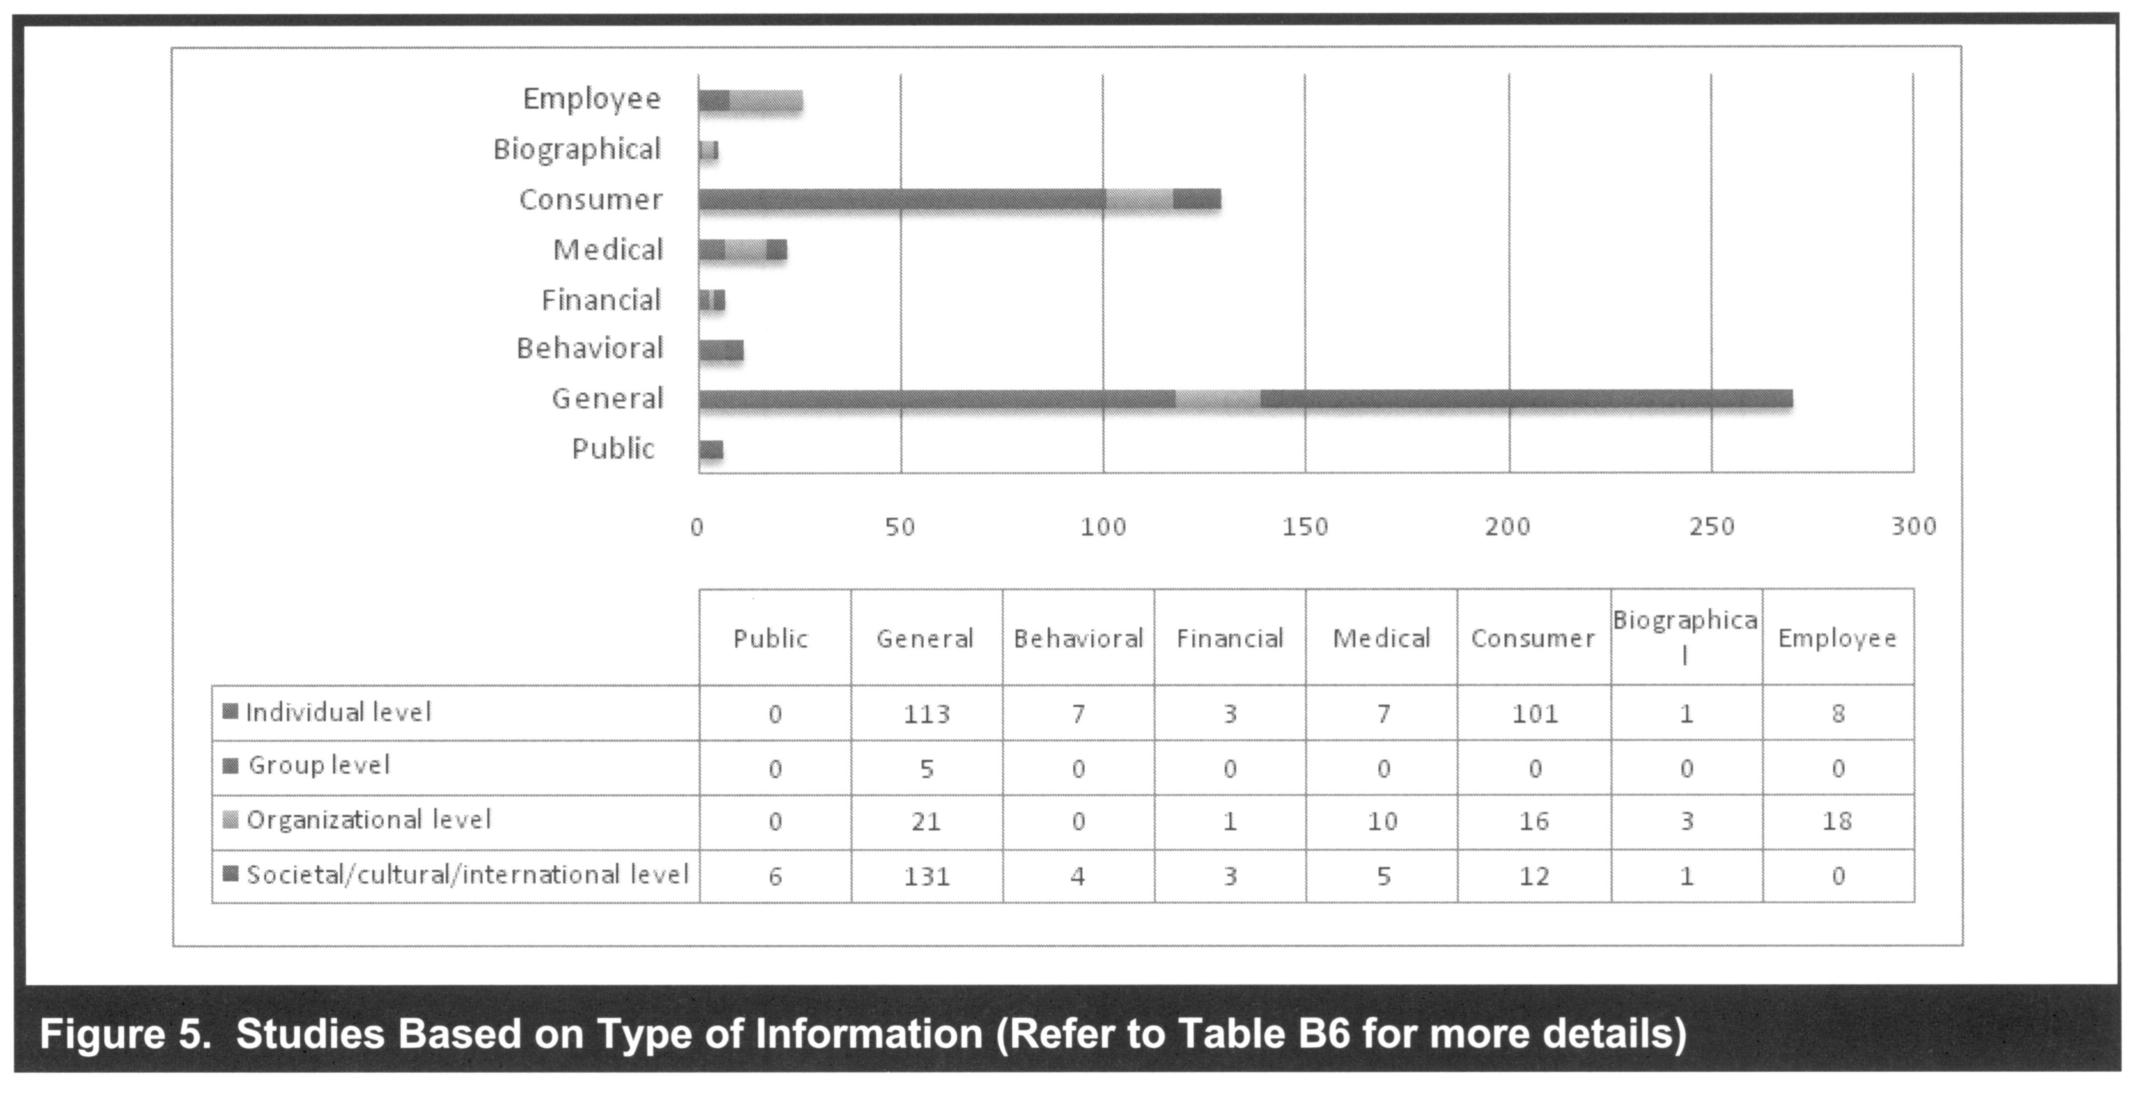 Employee
Biographical
Consumer
Medical
Financial
Behavioral
General
Public
0 50 100 150 200 250 300
Public General Behavioral Financial Medical Consumer Biographica
l Employee
Individual level 0 113 7 3 7 101 1 8
Group level 0 5 0 0 0 0 0 0
Organizational level 0 21 0 1 10 16 3 18
Societal/cultural/international level 6 131 4 3 5 12 1 0
Figure 5. Studies Based on Type of Information (Refer to Table B6 for more details)